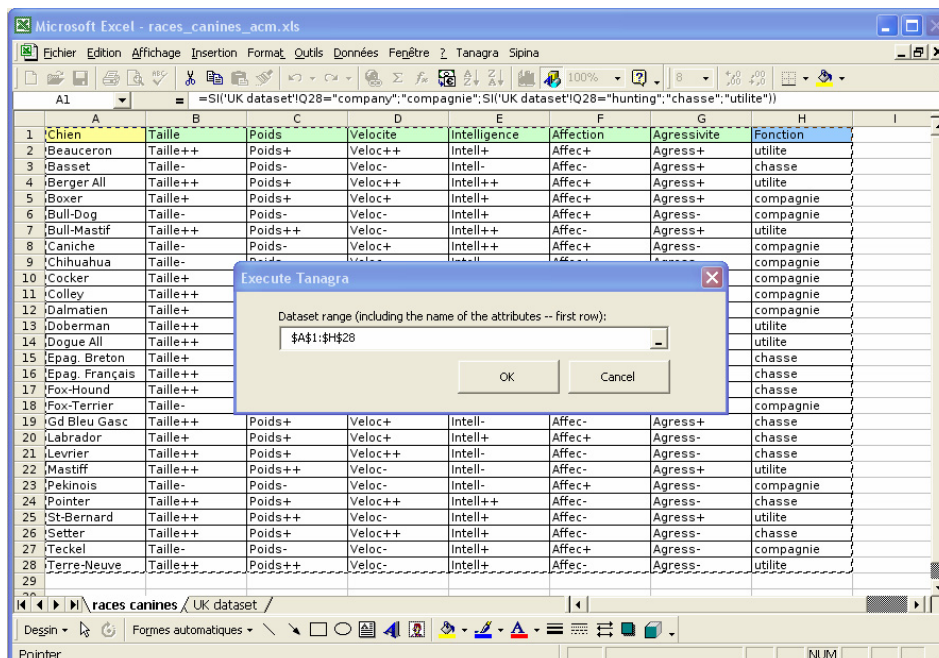 Microsoft Excel - races_canines_acm.xls
Fichier Edition Affichage Insertion Format Outils Données Fenêtre ? Tanagra Sipina
100% 8
A1 = =SI('UK dataset'!Q28="company";"compagnie";SI('UK dataset'!Q28="hunting";"chasse";"utilite"))
A B C D E F G H I
1 Chien Taille Poids Velocite Intelligence Affection Agressivite Fonction
2 Beauceron Taille++ Poids+ Veloc++ Intell+ Affec+ Agress+ utilite
3 Basset Taille- Poids- Veloc- Intell- Affec- Agress+ chasse
4 Berger All Taille++ Poids+ Veloc++ Intell++ Affec+ Agress+ utilite
5 Boxer Taille+ Poids+ Veloc+ Intell+ Affec+ Agress+ compagnie
6 Bull-Dog Taille- Poids- Veloc- Intell+ Affec+ Agress- compagnie
7 Bull-Mastif Taille++ Poids++ Veloc- Intell++ Affec- Agress+ utilite
8 Caniche Taille- Poids- Veloc+ Intell++ Affec+ Agress- compagnie
9 Chihuahua Taille- compagnie
10 Cocker Taille+ compagnie
11 Colley Taille++ compagnie
12 Dalmatien Taille+ compagnie
13 Doberman Taille++ utilite
14 Dogue All Taille++ utilite
15 Epag. Breton Taille+ chasse
16 Epag. Français Taille++ chasse
17 Fox-Hound Taille++ chasse
18 Fox-Terrier Taille- compagnie
Execute Tanagra
Dataset range (including the name of the attributes -- first row):
$A$1:$H$28
OK Cancel
19 Gd Bleu Gasc Taille++ Poids+ Veloc+ Intell- Affec- Agress+ chasse
20 Labrador Taille+ Poids+ Veloc+ Intell+ Affec+ Agress- chasse
21 Levrier Taille++ Poids+ Veloc++ Intell- Affec- Agress- chasse
22 Mastiff Taille++ Poids++ Veloc- Intell- Affec- Agress+ utilite
23 Pekinois Taille- Poids- Veloc- Intell- Affec+ Agress- compagnie
24 Pointer Taille++ Poids+ Veloc++ Intell++ Affec- Agress- chasse
25 St-Bernard Taille++ Poids++ Veloc- Intell+ Affec- Agress+ utilite
26 Setter Taille++ Poids+ Veloc++ Intell+ Affec- Agress- chasse
27 Teckel Taille- Poids- Veloc- Intell+ Affec+ Agress- compagnie
28 Terre-Neuve Taille++ Poids++ Veloc- Intell+ Affec- Agress- utilite
29
races canines / UK dataset /
Dessin Formes automatiques
Pointer NUM